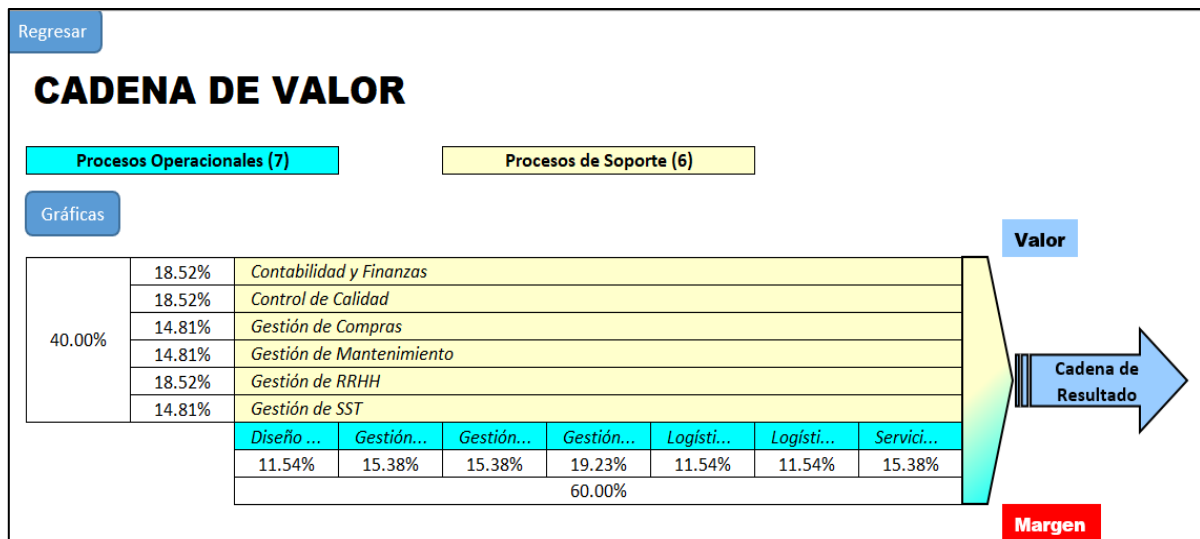 Regresar
CADENA DE VALOR
Procesos Operacionales (7) Procesos de Soporte (6)
Gráficas
Valor
18.52% Contabilidad y Finanzas
18.52% Control de Calidad
14.81% Gestión de Compras
40.00%
14.81% Gestión de Mantenimiento
18.52% Gestión de RRHH
14.81% Gestión de SST
Cadena de
Resultado
Diseño ... Gestión... Gestión... Gestión... Logísti... Logísti... Servici...
11.54% 15.38% 15.38% 19.23% 11.54% 11.54% 15.38%
60.00%
Margen